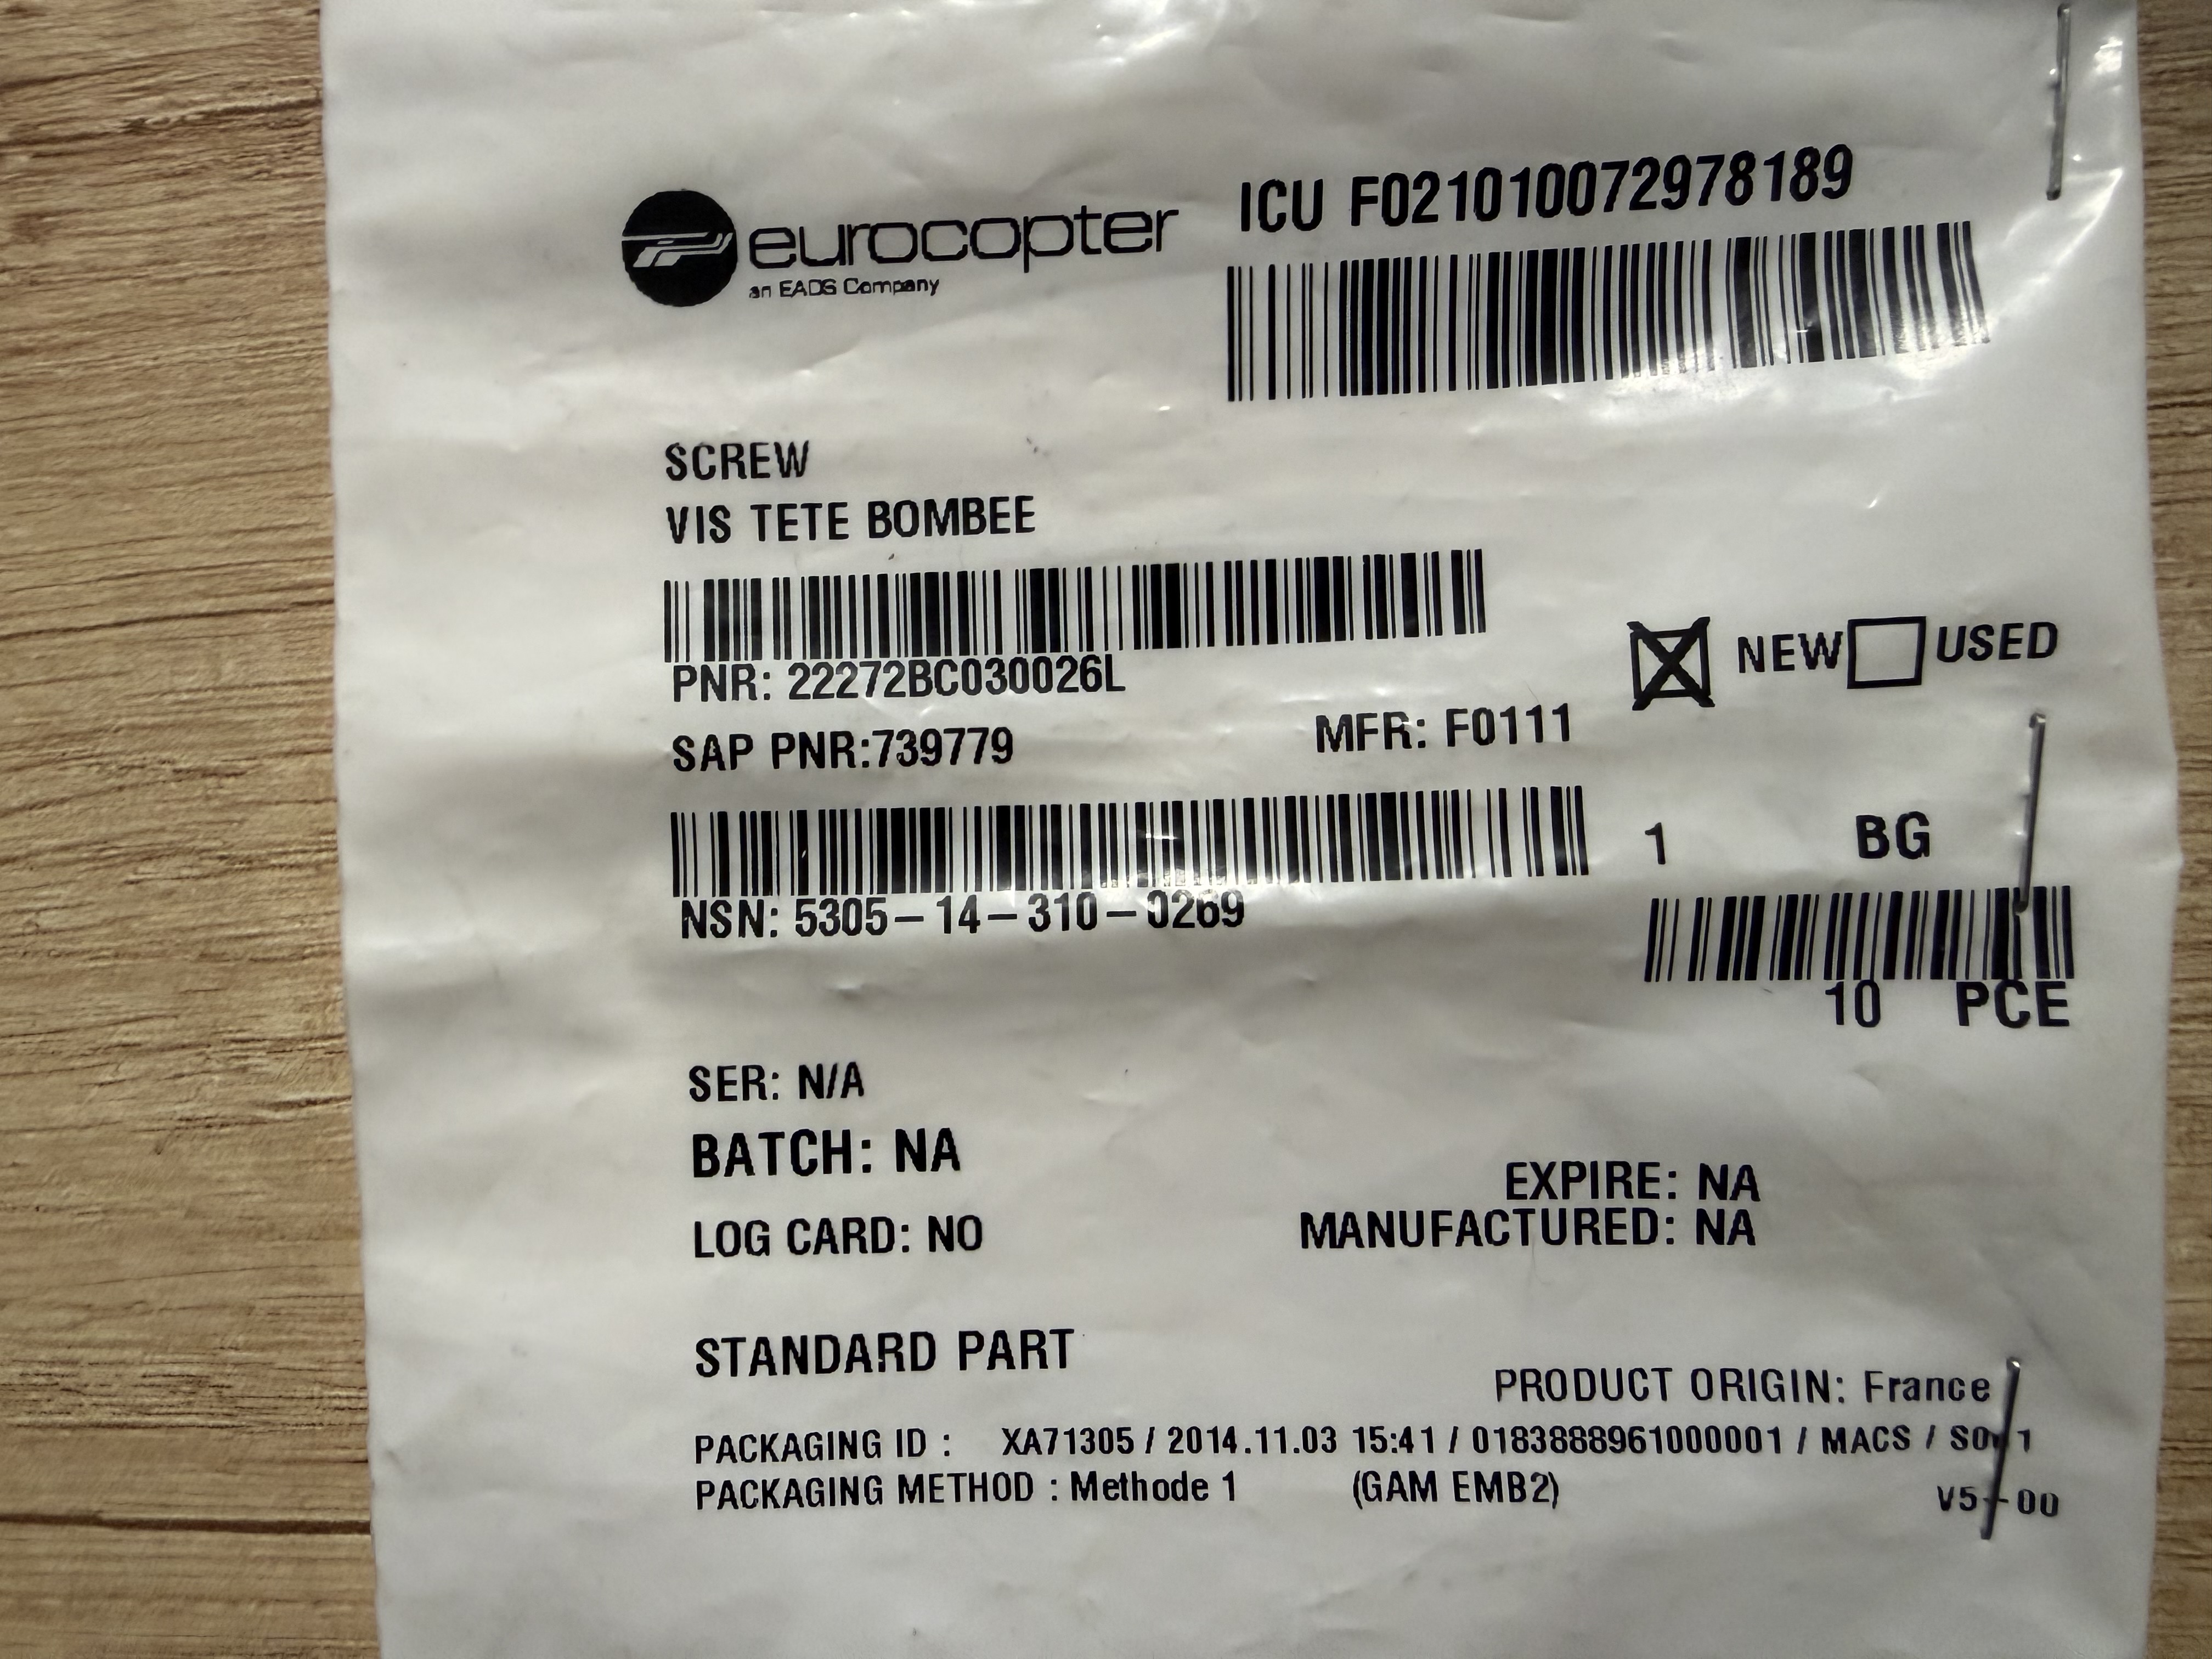 eurocopter
an EADS Company
ICU F021010072978189
SCREW
VIS TETE BOMBEE
PNR: 22272BC030026L
NEW USED
SAP PNR:739779 MFR: F0111
1 BG
NSN: 5305-14-310-0269
10 PCE
SER: N/A
BATCH: NA
EXPIRE: NA
LOG CARD: NO
MANUFACTURED: NA
STANDARD PART
PRODUCT ORIGIN: France
PACKAGING ID : XA71305 / 2014.11.03 15:41 / 0183888961000001 / MACS /
PACKAGING METHOD : Methode 1 (GAM EMB2)
V5-00